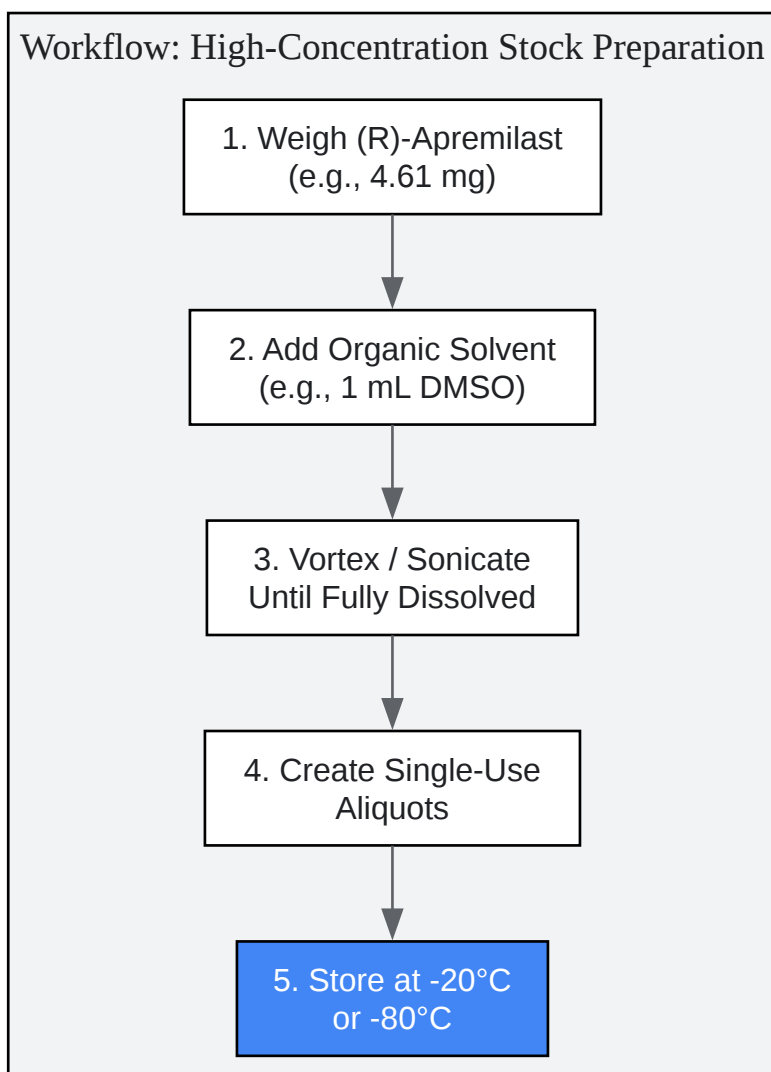 Workflow: High-Concentration Stock Preparation
1. Weigh (R)-Apremilast
(e.g., 4.61 mg)
2. Add Organic Solvent
(e.g., 1 mL DMSO)
3. Vortex / Sonicate
Until Fully Dissolved
4. Create Single-Use
Aliquots
5. Store at -20°C
or -80°C